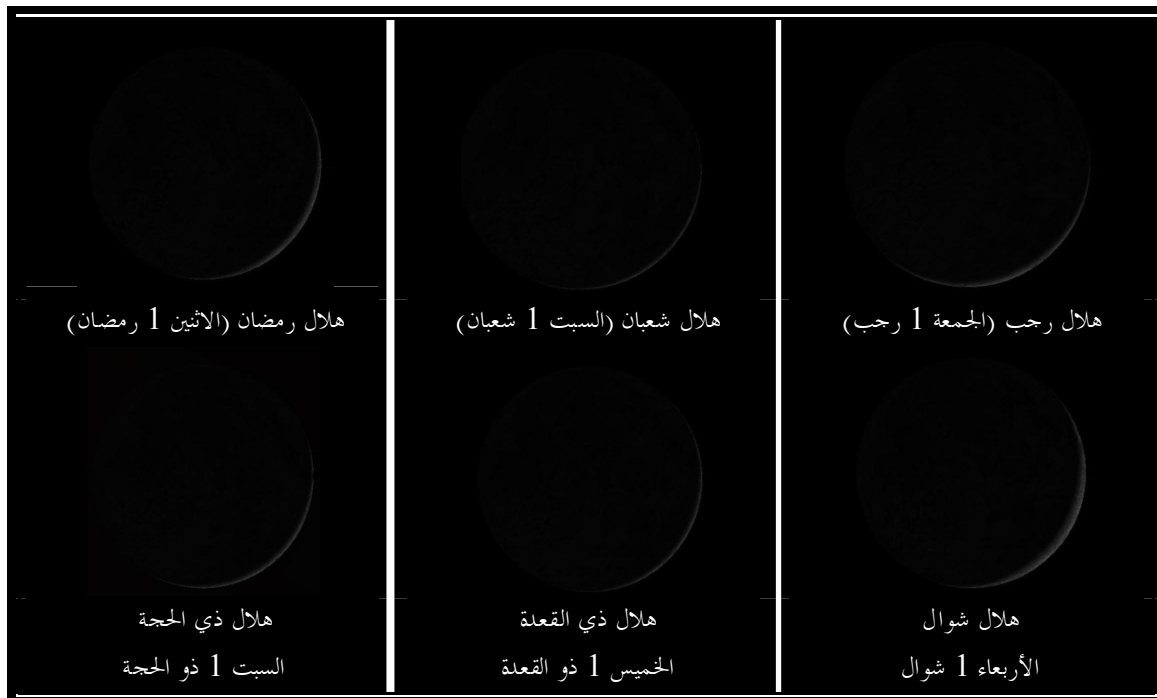 هلال رجب (الجمعة 1 رجب)
هلال شعبان (السبت 1 شعبان)
هلال رمضان (الاثنين 1 رمضان)
هلال شوال
الأربعاء 1 شوال
هلال ذي القعدة
الخميس 1 ذو القعدة
هلال ذي الحجة
السبت 1 ذو الحجة